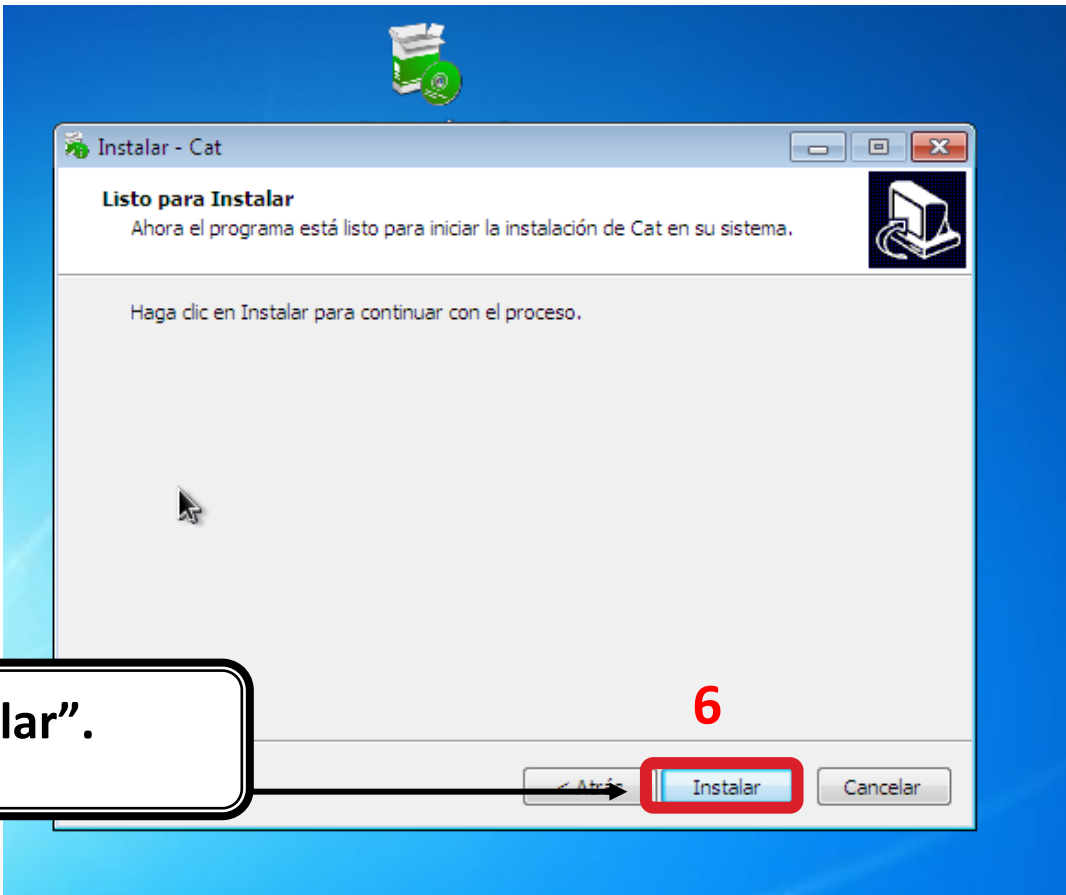 Instalar - Cat
Listo para Instalar
Ahora el programa está listo para iniciar la instalación de Cat en su sistema.
Haga clic en Instalar para continuar con el proceso.
lar”.
6
< Atrás
Instalar
Cancelar